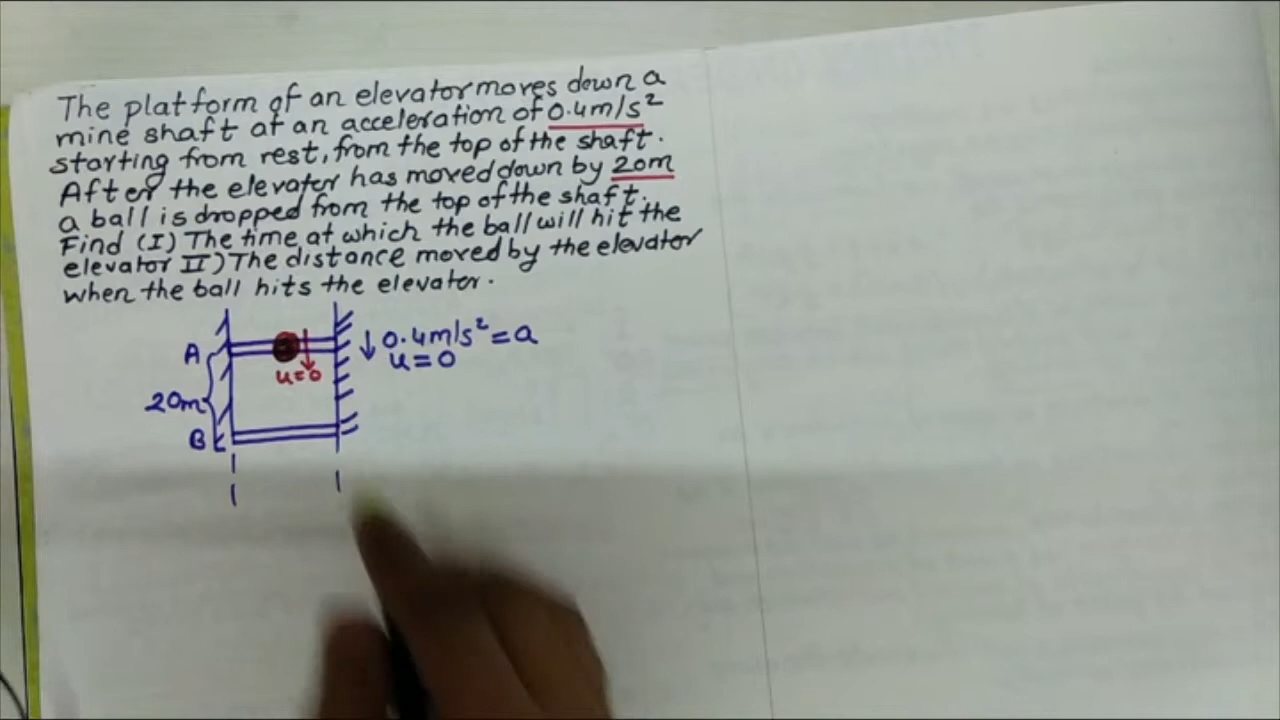 The platform of an elevator moves down a
mine shaft at an acceleration of 0.4m/s²
starting from rest, from the top of the shaft.
After the elevator has moved down by 20m
a ball is dropped from the top of the shaft.
Find (I) The time at which the ball will hit the
elevator II) The distance moved by the elevator
when the ball hits the elevator.
A
↓ 0.4m/s² = a
u = 0
u=0
20m
B